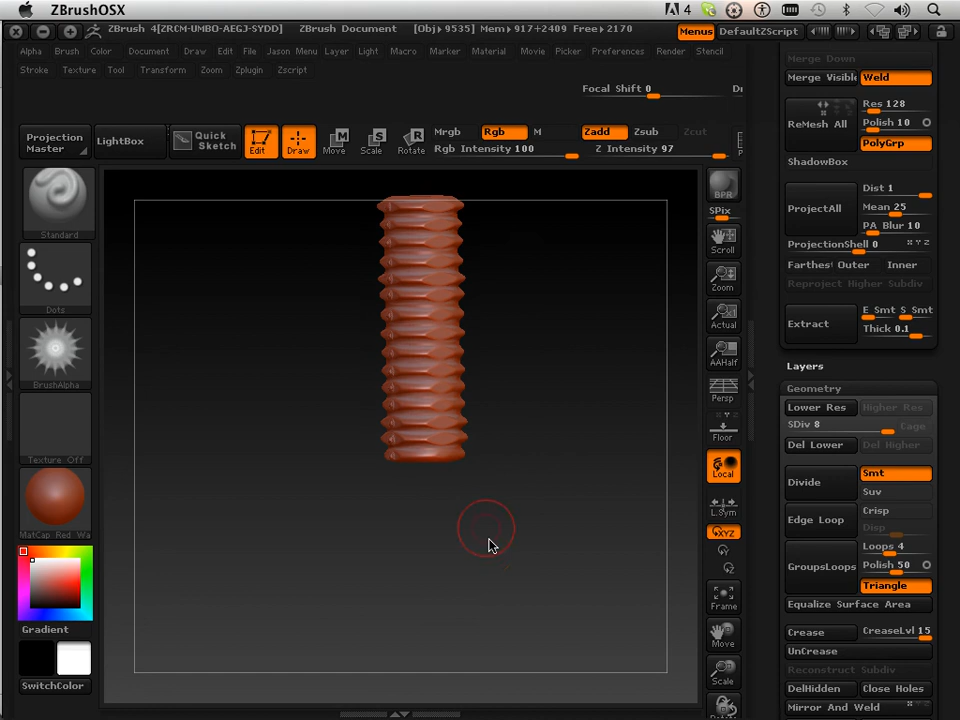 ZBrushOSX
4
ZBrush 4[ZRCM-UMBO-AEGJ-SYDD] ZBrush Document [Obj→9535] Mem→917+2409 Free→2170 Menus DefaultZScript
Alpha Brush Color Document Draw Edit File Jason Menu Layer Light Macro Marker Material Movie Picker Preferences Render Stencil
Stroke Texture Tool Transform Zoom Zplugin Zscript
Focal Shift 0
Projection Master
LightBox
Quick Sketch
Edit
Draw
Move
Scale
Rotate
Mrgb Rgb M Zadd Zsub Zcut
Rgb Intensity 100 Z Intensity 97
Standard
Dots
BrushAlpha
Texture Off
MatCap Red Wa
Gradient
SwitchColor
BPR
SPix
Scroll
Zoom
Actual
AAHalf
Persp
Floor
Local
L.Sym
XYZ
Frame
Move
Scale
Merge Down
Merge Visible Weld
ReMesh All
Res 128
Polish 10
PolyGrp
ShadowBox
ProjectAll
Dist 1
Mean 25
PA Blur 10
ProjectionShell 0
Farthest Outer Inner
Reproject Higher Subdiv
Extract
E Smt S Smt
Thick 0.1
Layers
Geometry
Lower Res Higher Res
SDiv 8 Cage
Del Lower Del Higher
Divide Smt
Suv
Edge Loop Crisp
Disp
GroupsLoops Loops 4
Polish 50
Triangle
Equalize Surface Area
Crease CreaseLvl 15
UnCrease
Reconstruct Subdiv
DelHidden Close Holes
Mirror And Weld